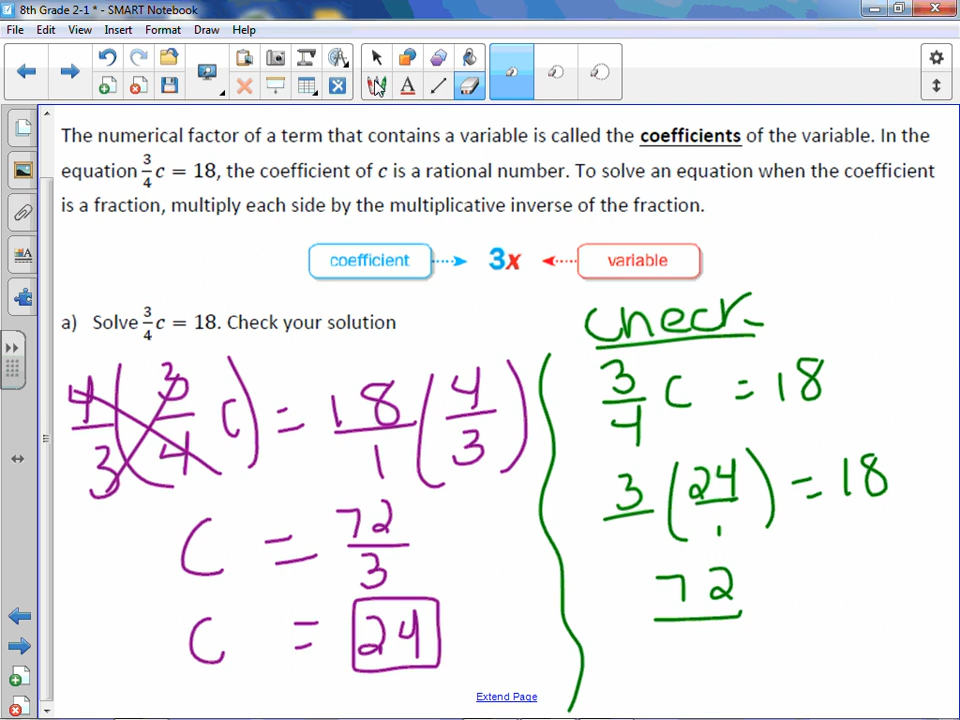 8th Grade 2-1 * - SMART Notebook
File Edit View Insert Format Draw Help
The numerical factor of a term that contains a variable is called the coefficients of the variable. In the
equation 3/4 c = 18, the coefficient of c is a rational number. To solve an equation when the coefficient
is a fraction, multiply each side by the multiplicative inverse of the fraction.
coefficient 3x variable
a) Solve 3/4 c = 18. Check your solution
4/3 ( 3/4 c ) = 18/1 ( 4/3 )
C = 72/3
C = 24
Check
3/4 C = 18
3 ( 24/1 ) = 18
72
Extend Page